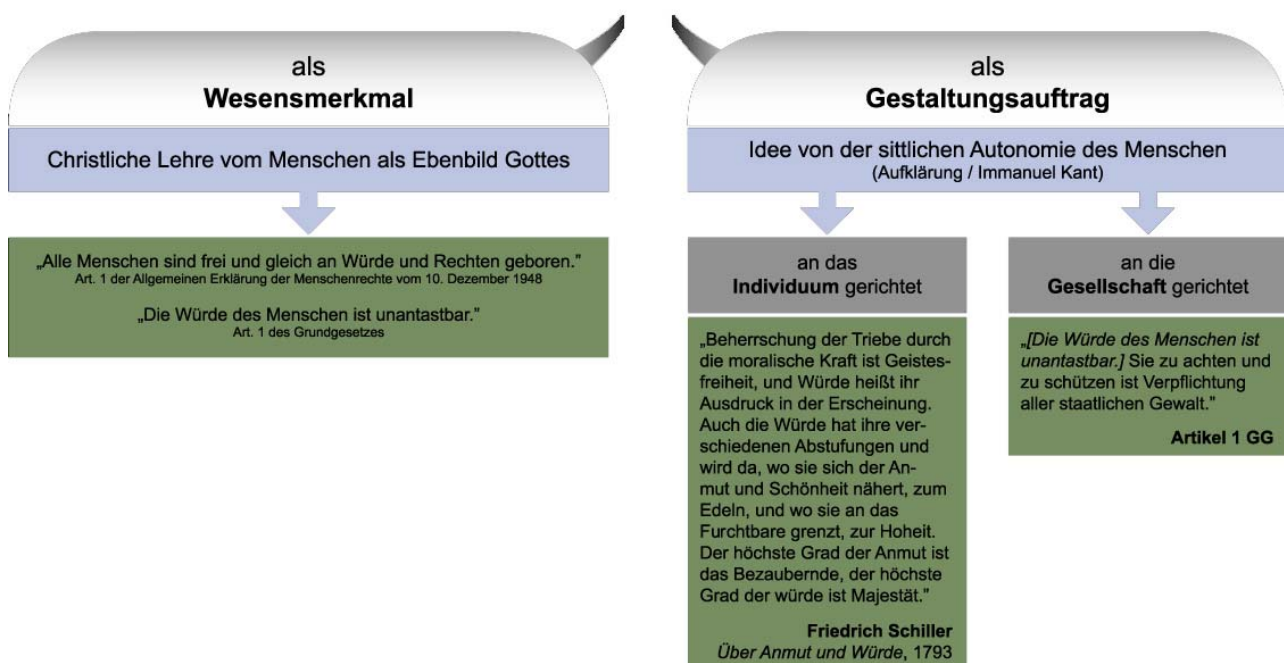 als
Wesensmerkmal
Christliche Lehre vom Menschen als Ebenbild Gottes
„Alle Menschen sind frei und gleich an Würde und Rechten geboren.”
Art. 1 der Allgemeinen Erklärung der Menschenrechte vom 10. Dezember 1948
„Die Würde des Menschen ist unantastbar.”
Art. 1 des Grundgesetzes
als
Gestaltungsauftrag
Idee von der sittlichen Autonomie des Menschen
(Aufklärung / Immanuel Kant)
an das
Individuum gerichtet
„Beherrschung der Triebe durch
die moralische Kraft ist Geistes-
freiheit, und Würde heißt ihr
Ausdruck in der Erscheinung.
Auch die Würde hat ihre ver-
schiedenen Abstufungen und
wird da, wo sie sich der An-
mut und Schönheit nähert, zum
Edeln, und wo sie an das
Furchtbare grenzt, zur Hoheit.
Der höchste Grad der Anmut ist
das Bezaubernde, der höchste
Grad der würde ist Majestät.”
Friedrich Schiller
Über Anmut und Würde, 1793
an die
Gesellschaft gerichtet
„[Die Würde des Menschen ist
unantastbar.] Sie zu achten und
zu schützen ist Verpflichtung
aller staatlichen Gewalt.”
Artikel 1 GG